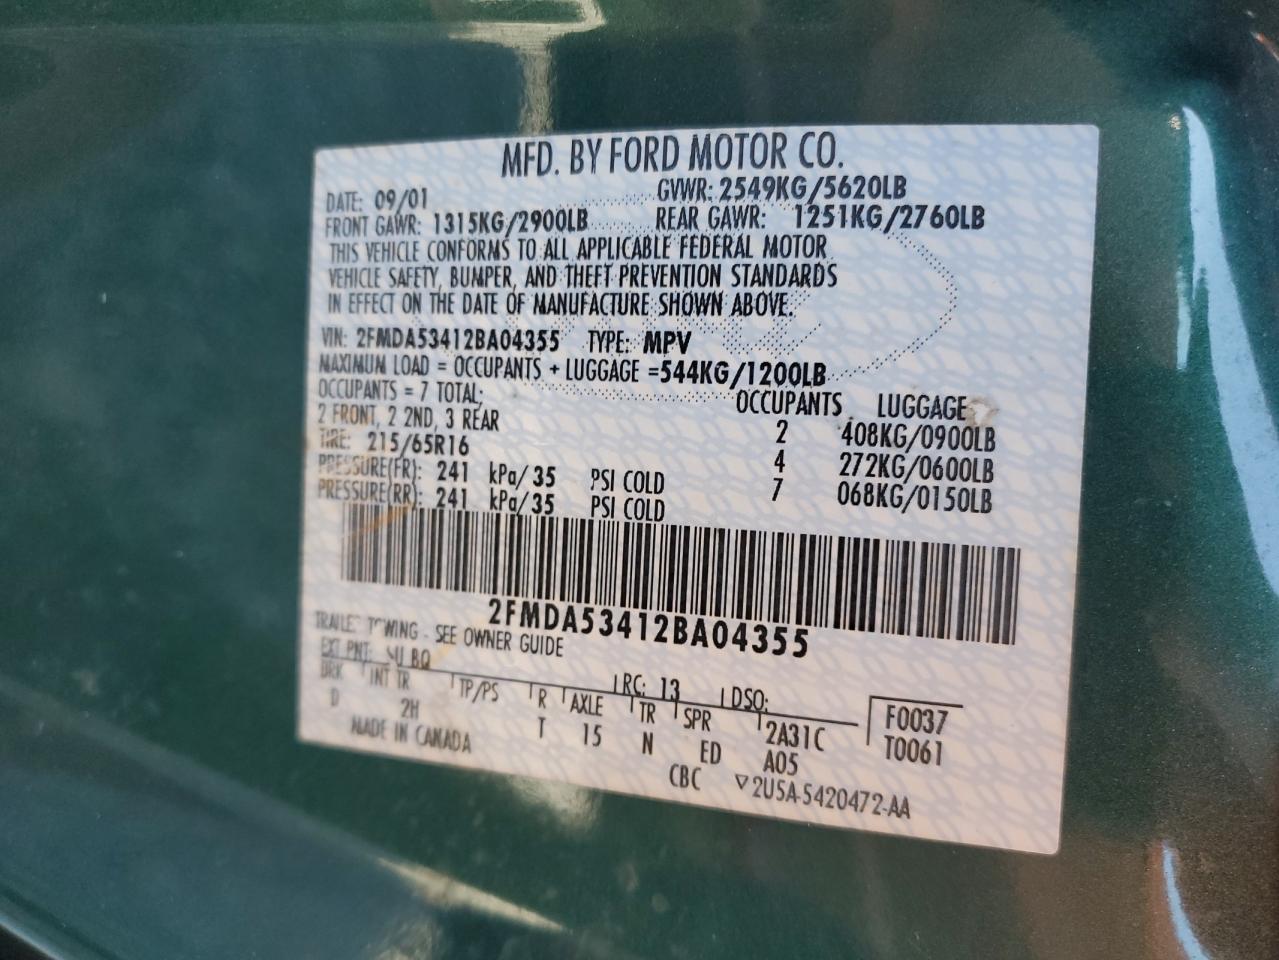 MFD. BY FORD MOTOR CO.
DATE: 09/01 GVWR: 2549KG/5620LB
FRONT GAWR: 1315KG/2900LB REAR GAWR: 1251KG/2760LB
THIS VEHICLE CONFORMS TO ALL APPLICABLE FEDERAL MOTOR
VEHICLE SAFETY, BUMPER, AND THEFT PREVENTION STANDARDS
IN EFFECT ON THE DATE OF MANUFACTURE SHOWN ABOVE.
VIN: 2FMDA53412BA04355 TYPE: MPV
MAXIMUM LOAD = OCCUPANTS + LUGGAGE =544KG/1200LB
OCCUPANTS = 7 TOTAL; OCCUPANTS LUGGAGE
2 FRONT, 2 2ND, 3 REAR 2 408KG/0900LB
TIRE: 215/65R16 4 272KG/0600LB
PRESSURE(FR): 241 kPa/ 35 PSI COLD 7 068KG/0150LB
PRESSURE(RR): 241 kPa/ 35 PSI COLD
2FMDA53412BA04355
TRAILER TOWING - SEE OWNER GUIDE
EXT PNT: BQ RC: 13 DSO: F0037
BRK INT TR TP/PS R AXLE TR SPR 2A31C T0061
D 2H T 15 N ED A05
MADE IN CANADA CBC ▽2U5A-5420472-AA